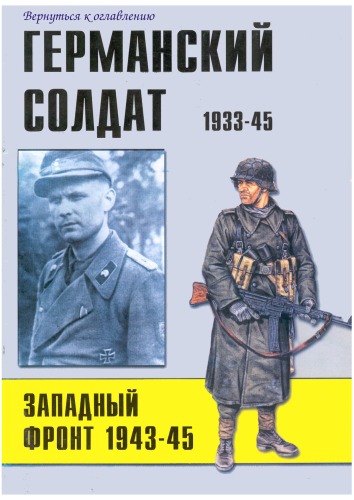 Вернуться к оглавлению
ГЕРМАНСКИЙ
СОЛДАТ
1933-45
ЗАПАДНЫЙ
ФРОНТ 1943-45